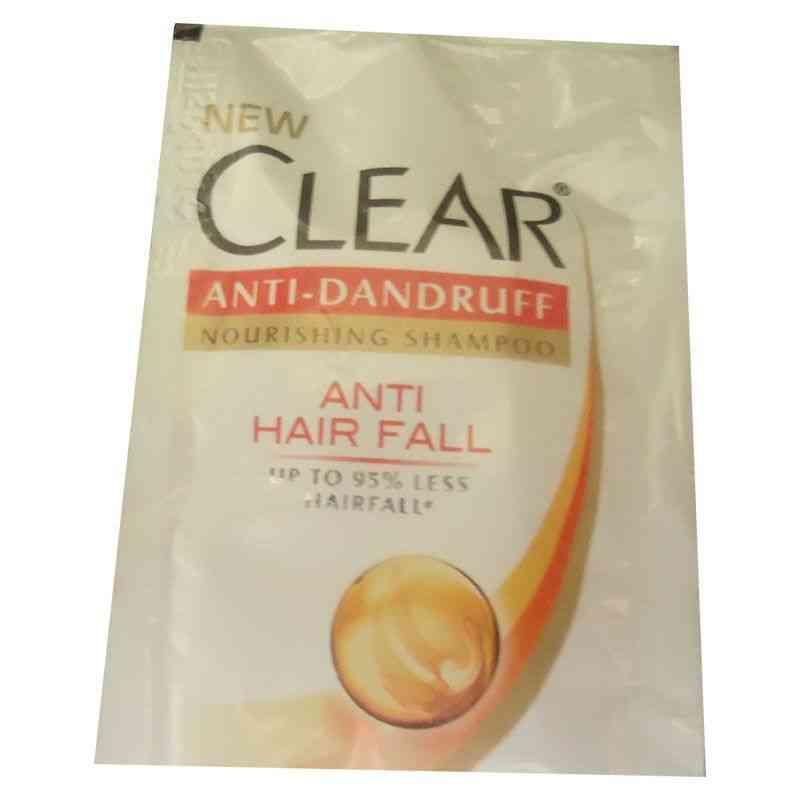 NEW
CLEAR®
ANTI-DANDRUFF
NOURISHING SHAMPOO
ANTI
HAIR FALL
UP TO 95% LESS
HAIRFALL*